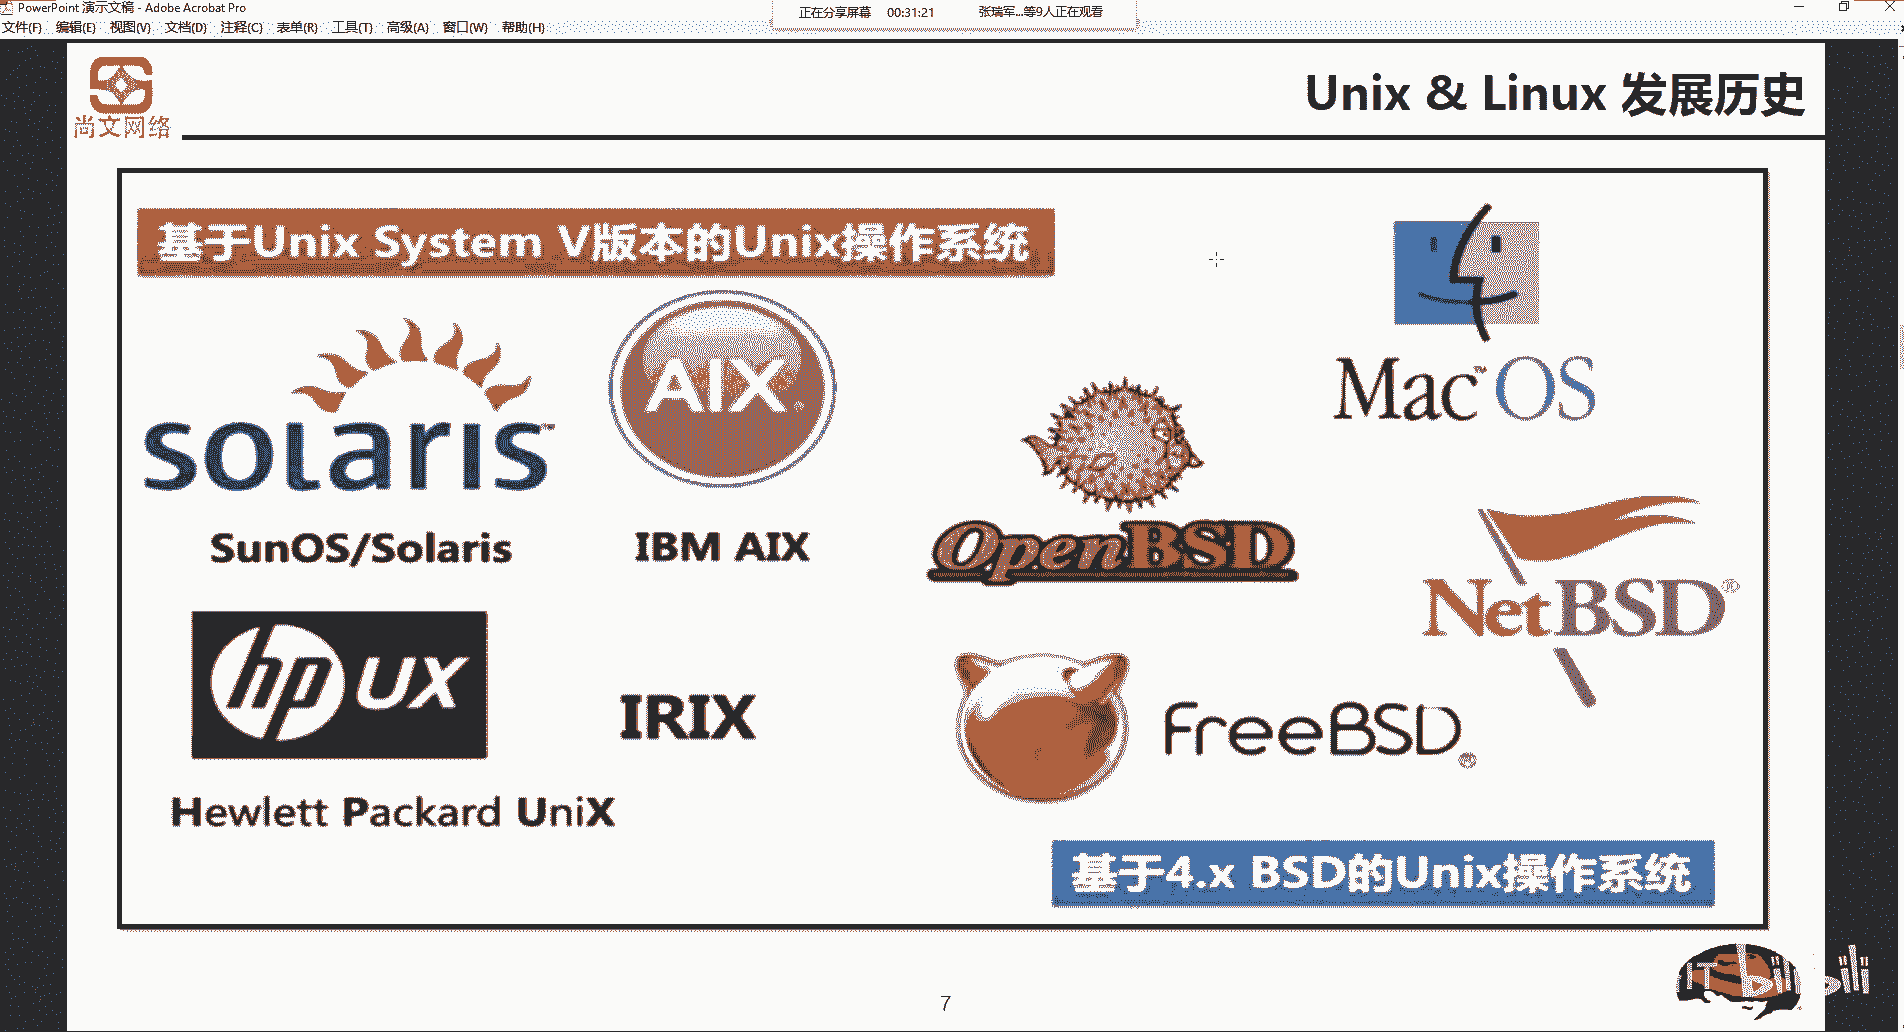 PowerPoint 演示文稿 - Adobe Acrobat Pro
正在分享屏幕 00:31:21 张瑞军...等9人正在观看
文件(F) 编辑(E) 视图(V) 文档(D) 注释(C) 表单(R) 工具(T) 高级(A) 窗口(W) 帮助(H)
尚文网络
Unix & Linux 发展历史
基于Unix System V版本的Unix操作系统
solaris™
SunOS/Solaris
AIX
IBM AIX
hp UX
Hewlett Packard UniX
IRIX
Mac™ OS
OpenBSD
NetBSD®
FreeBSD®
基于4.x BSD的Unix操作系统
7
IT bilibili